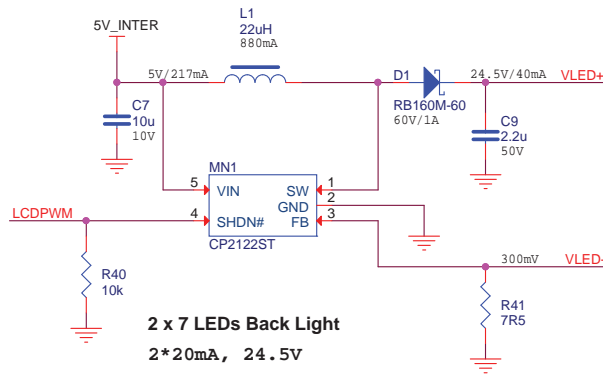 L1
22uH
880mA
5V_INTER
5V/217mA
D1
24.5V/40mA
VLED+
RB160M-60
60V/1A
C7
10u
10V
C9
2.2u
50V
MN1
5 VIN SW 1
GND 2
4 SHDN# FB 3
CP2122ST
LCDPWM
R40
10k
300mV
VLED-
R41
7R5
2 x 7 LEDs Back Light
2*20mA, 24.5V